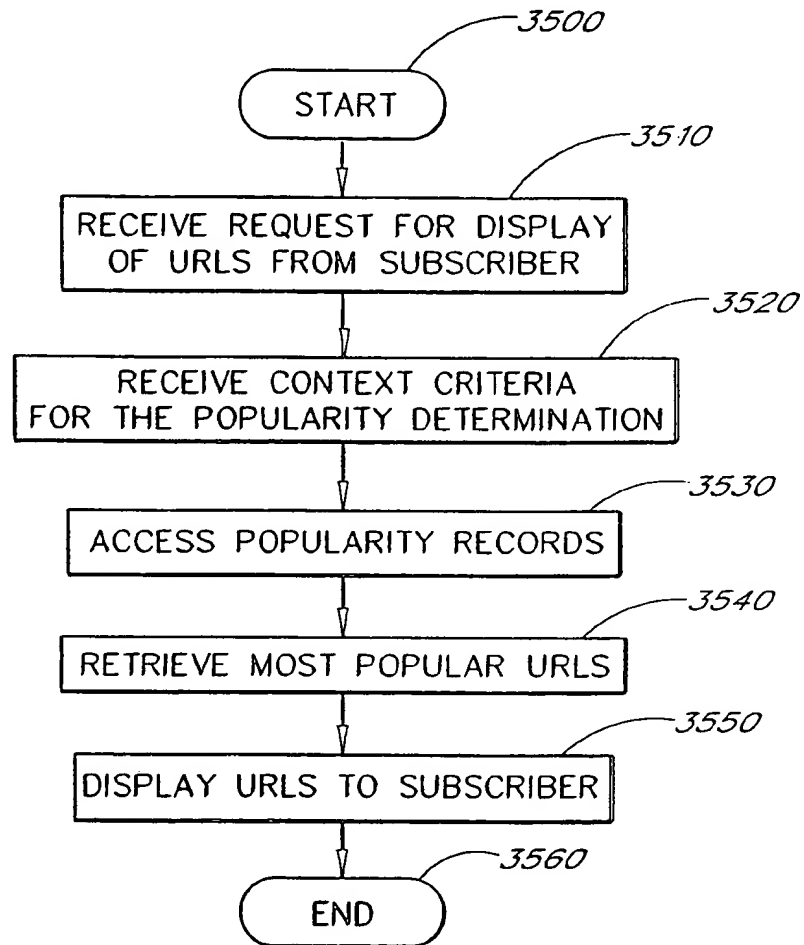 3500
START
3510
RECEIVE REQUEST FOR DISPLAY
OF URLS FROM SUBSCRIBER
3520
RECEIVE CONTEXT CRITERIA
FOR THE POPULARITY DETERMINATION
3530
ACCESS POPULARITY RECORDS
3540
RETRIEVE MOST POPULAR URLS
3550
DISPLAY URLS TO SUBSCRIBER
3560
END